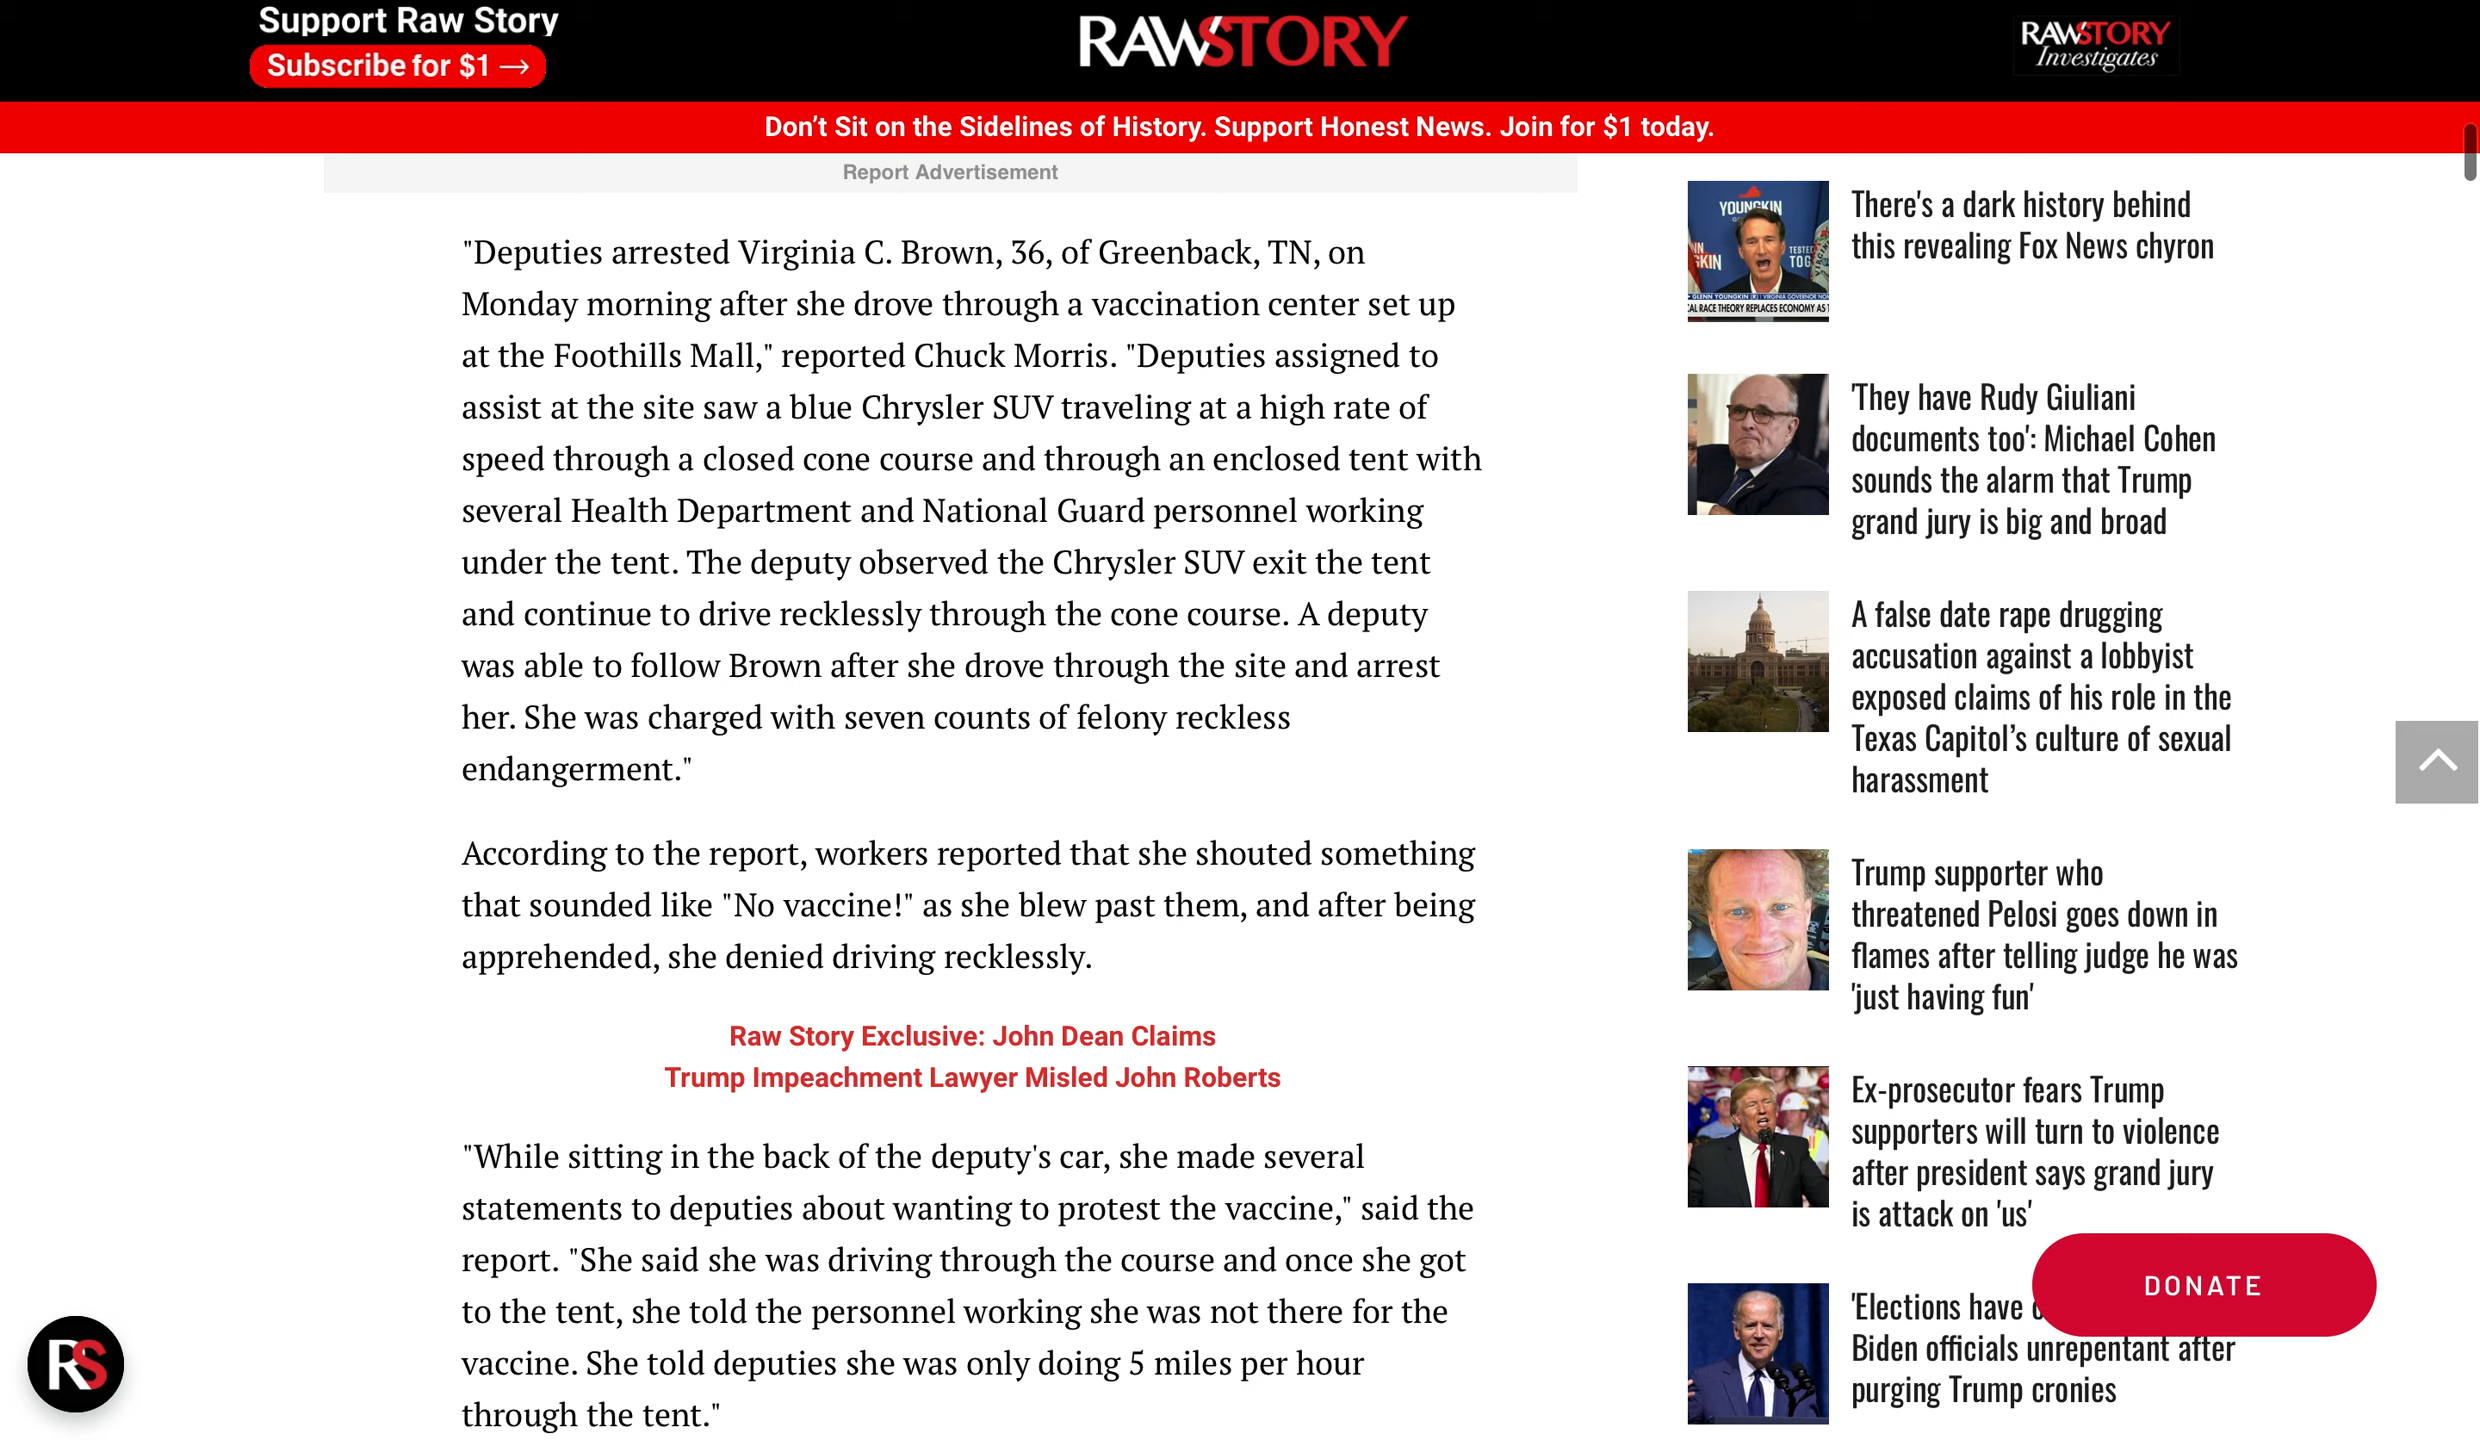 Support Raw Story
Subscribe for $1 →
RAWSTORY
RAWSTORY
Investigates
Don’t Sit on the Sidelines of History. Support Honest News. Join for $1 today.
Report Advertisement
"Deputies arrested Virginia C. Brown, 36, of Greenback, TN, on
Monday morning after she drove through a vaccination center set up
at the Foothills Mall," reported Chuck Morris. "Deputies assigned to
assist at the site saw a blue Chrysler SUV traveling at a high rate of
speed through a closed cone course and through an enclosed tent with
several Health Department and National Guard personnel working
under the tent. The deputy observed the Chrysler SUV exit the tent
and continue to drive recklessly through the cone course. A deputy
was able to follow Brown after she drove through the site and arrest
her. She was charged with seven counts of felony reckless
endangerment."
According to the report, workers reported that she shouted something
that sounded like "No vaccine!" as she blew past them, and after being
apprehended, she denied driving recklessly.
Raw Story Exclusive: John Dean Claims
Trump Impeachment Lawyer Misled John Roberts
"While sitting in the back of the deputy's car, she made several
statements to deputies about wanting to protest the vaccine," said the
report. "She said she was driving through the course and once she got
to the tent, she told the personnel working she was not there for the
vaccine. She told deputies she was only doing 5 miles per hour
through the tent."
RS
YOUNGKIN
GLENN YOUNGKIN (R)
RACE THEORY REPLACES ECONOMY AS
There's a dark history behind
this revealing Fox News chyron
'They have Rudy Giuliani
documents too': Michael Cohen
sounds the alarm that Trump
grand jury is big and broad
A false date rape drugging
accusation against a lobbyist
exposed claims of his role in the
Texas Capitol’s culture of sexual
harassment
Trump supporter who
threatened Pelosi goes down in
flames after telling judge he was
'just having fun'
Ex-prosecutor fears Trump
supporters will turn to violence
after president says grand jury
is attack on 'us'
'Elections have
Biden officials unrepentant after
purging Trump cronies
DONATE